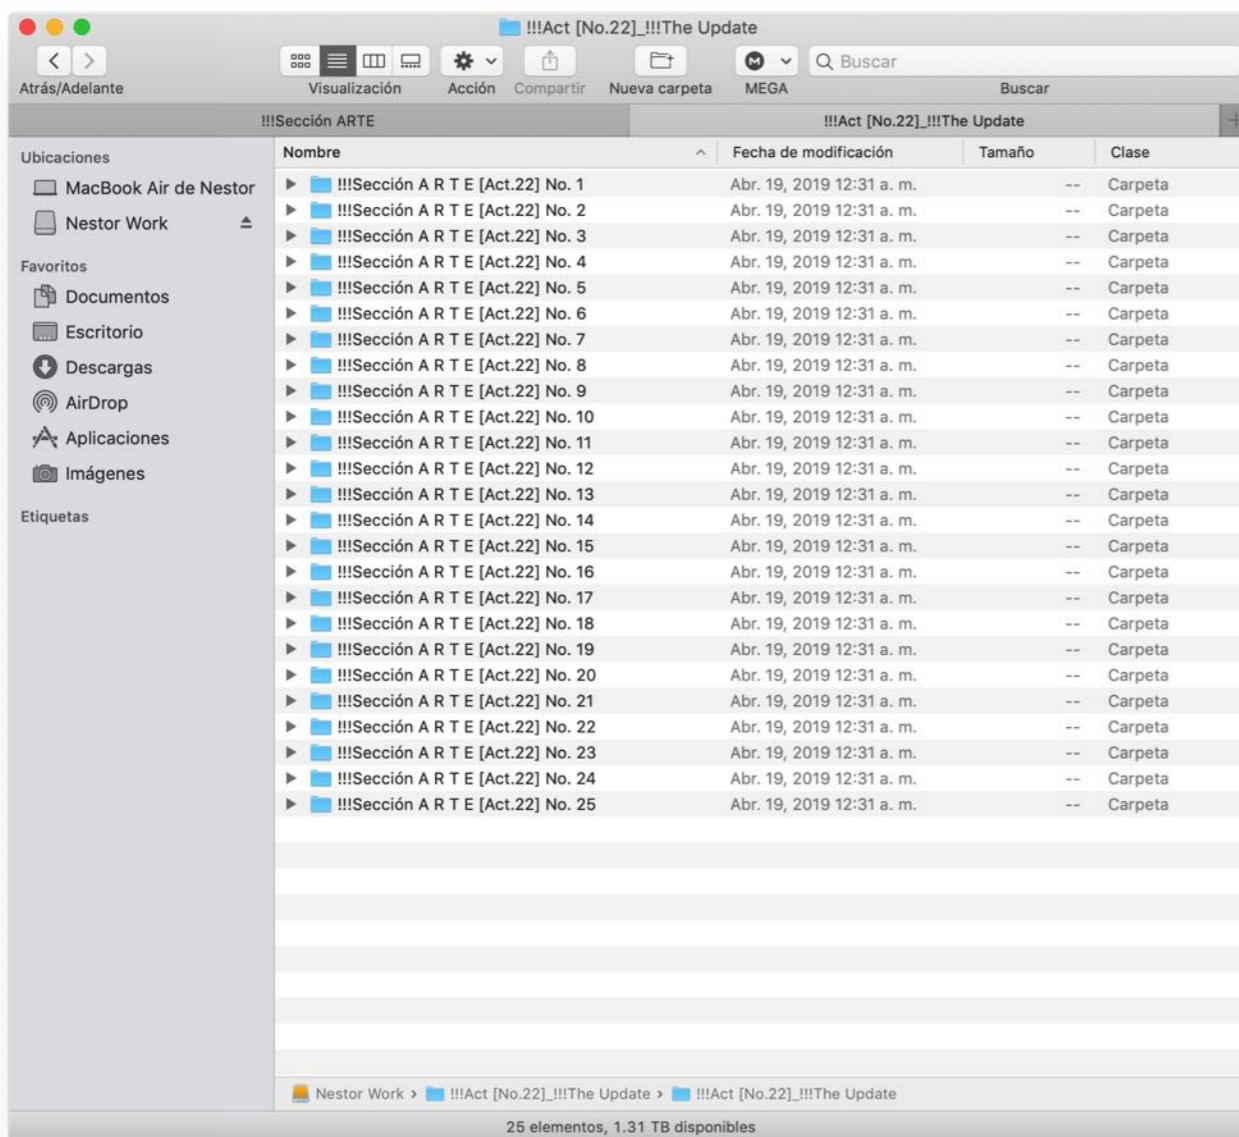 !!!Act [No.22]_!!!The Update
Buscar
Atrás/Adelante Visualización Acción Compartir Nueva carpeta MEGA Buscar
!!!Sección ARTE !!!Act [No.22]_!!!The Update
Ubicaciones
MacBook Air de Nestor
Nestor Work
Favoritos
Documentos
Escritorio
Descargas
AirDrop
Aplicaciones
Imágenes
Etiquetas
Nombre Fecha de modificación Tamaño Clase
!!!Sección A R T E [Act.22] No. 1 Abr. 19, 2019 12:31 a. m. -- Carpeta
!!!Sección A R T E [Act.22] No. 2 Abr. 19, 2019 12:31 a. m. -- Carpeta
!!!Sección A R T E [Act.22] No. 3 Abr. 19, 2019 12:31 a. m. -- Carpeta
!!!Sección A R T E [Act.22] No. 4 Abr. 19, 2019 12:31 a. m. -- Carpeta
!!!Sección A R T E [Act.22] No. 5 Abr. 19, 2019 12:31 a. m. -- Carpeta
!!!Sección A R T E [Act.22] No. 6 Abr. 19, 2019 12:31 a. m. -- Carpeta
!!!Sección A R T E [Act.22] No. 7 Abr. 19, 2019 12:31 a. m. -- Carpeta
!!!Sección A R T E [Act.22] No. 8 Abr. 19, 2019 12:31 a. m. -- Carpeta
!!!Sección A R T E [Act.22] No. 9 Abr. 19, 2019 12:31 a. m. -- Carpeta
!!!Sección A R T E [Act.22] No. 10 Abr. 19, 2019 12:31 a. m. -- Carpeta
!!!Sección A R T E [Act.22] No. 11 Abr. 19, 2019 12:31 a. m. -- Carpeta
!!!Sección A R T E [Act.22] No. 12 Abr. 19, 2019 12:31 a. m. -- Carpeta
!!!Sección A R T E [Act.22] No. 13 Abr. 19, 2019 12:31 a. m. -- Carpeta
!!!Sección A R T E [Act.22] No. 14 Abr. 19, 2019 12:31 a. m. -- Carpeta
!!!Sección A R T E [Act.22] No. 15 Abr. 19, 2019 12:31 a. m. -- Carpeta
!!!Sección A R T E [Act.22] No. 16 Abr. 19, 2019 12:31 a. m. -- Carpeta
!!!Sección A R T E [Act.22] No. 17 Abr. 19, 2019 12:31 a. m. -- Carpeta
!!!Sección A R T E [Act.22] No. 18 Abr. 19, 2019 12:31 a. m. -- Carpeta
!!!Sección A R T E [Act.22] No. 19 Abr. 19, 2019 12:31 a. m. -- Carpeta
!!!Sección A R T E [Act.22] No. 20 Abr. 19, 2019 12:31 a. m. -- Carpeta
!!!Sección A R T E [Act.22] No. 21 Abr. 19, 2019 12:31 a. m. -- Carpeta
!!!Sección A R T E [Act.22] No. 22 Abr. 19, 2019 12:31 a. m. -- Carpeta
!!!Sección A R T E [Act.22] No. 23 Abr. 19, 2019 12:31 a. m. -- Carpeta
!!!Sección A R T E [Act.22] No. 24 Abr. 19, 2019 12:31 a. m. -- Carpeta
!!!Sección A R T E [Act.22] No. 25 Abr. 19, 2019 12:31 a. m. -- Carpeta
Nestor Work › !!!Act [No.22]_!!!The Update › !!!Act [No.22]_!!!The Update
25 elementos, 1.31 TB disponibles